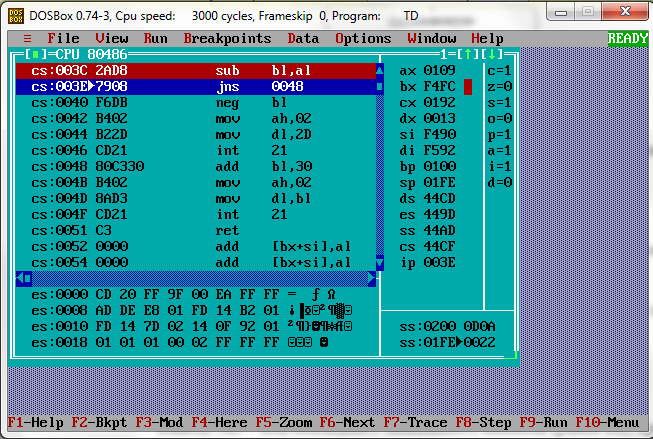 DOSBox 0.74-3, Cpu speed: 3000 cycles, Frameskip 0, Program: TD
≡ File View Run Breakpoints Data Options Window Help READY
[■]=CPU 80486 1=[↑][↓]
cs:003C 2AD8 sub bl,al ax 0109 c=1
cs:003E►7908 jns 0048 bx F4FC z=0
cs:0040 F6DB neg bl cx 0192 s=1
cs:0042 B402 mov ah,02 dx 0013 o=0
cs:0044 B22D mov dl,2D si F490 p=1
cs:0046 CD21 int 21 di F592 a=1
cs:0048 80C330 add bl,30 bp 0100 i=1
cs:004B B402 mov ah,02 sp 01FE d=0
cs:004D 8AD3 mov dl,bl ds 44CD
cs:004F CD21 int 21 es 449D
cs:0051 C3 ret ss 44AD
cs:0052 0000 add [bx+si],al cs 44CF
cs:0054 0000 add [bx+si],al ip 003E
es:0000 CD 20 FF 9F 00 EA FF FF = ƒ Ω
es:0008 AD DE E8 01 FD 14 B2 01
es:0010 FD 14 7D 02 14 0F 92 01 ss:0200 0D0A
es:0018 01 01 01 00 02 FF FF FF ss:01FE►0022
F1-Help F2-Bkpt F3-Mod F4-Here F5-Zoom F6-Next F7-Trace F8-Step F9-Run F10-Menu